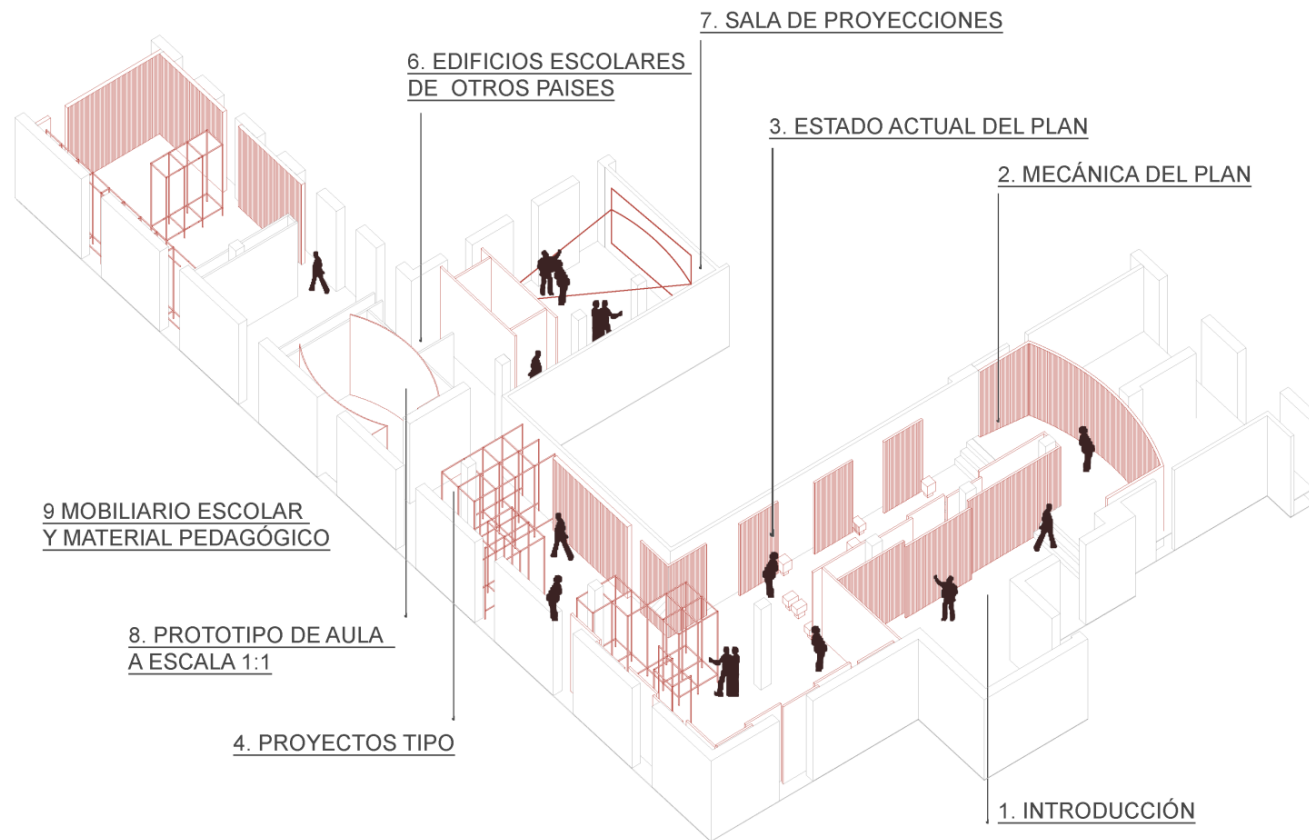 7. SALA DE PROYECCIONES
6. EDIFICIOS ESCOLARES
DE OTROS PAISES
3. ESTADO ACTUAL DEL PLAN
2. MECÁNICA DEL PLAN
9 MOBILIARIO ESCOLAR
Y MATERIAL PEDAGÓGICO
8. PROTOTIPO DE AULA
A ESCALA 1:1
4. PROYECTOS TIPO
1. INTRODUCCIÓN